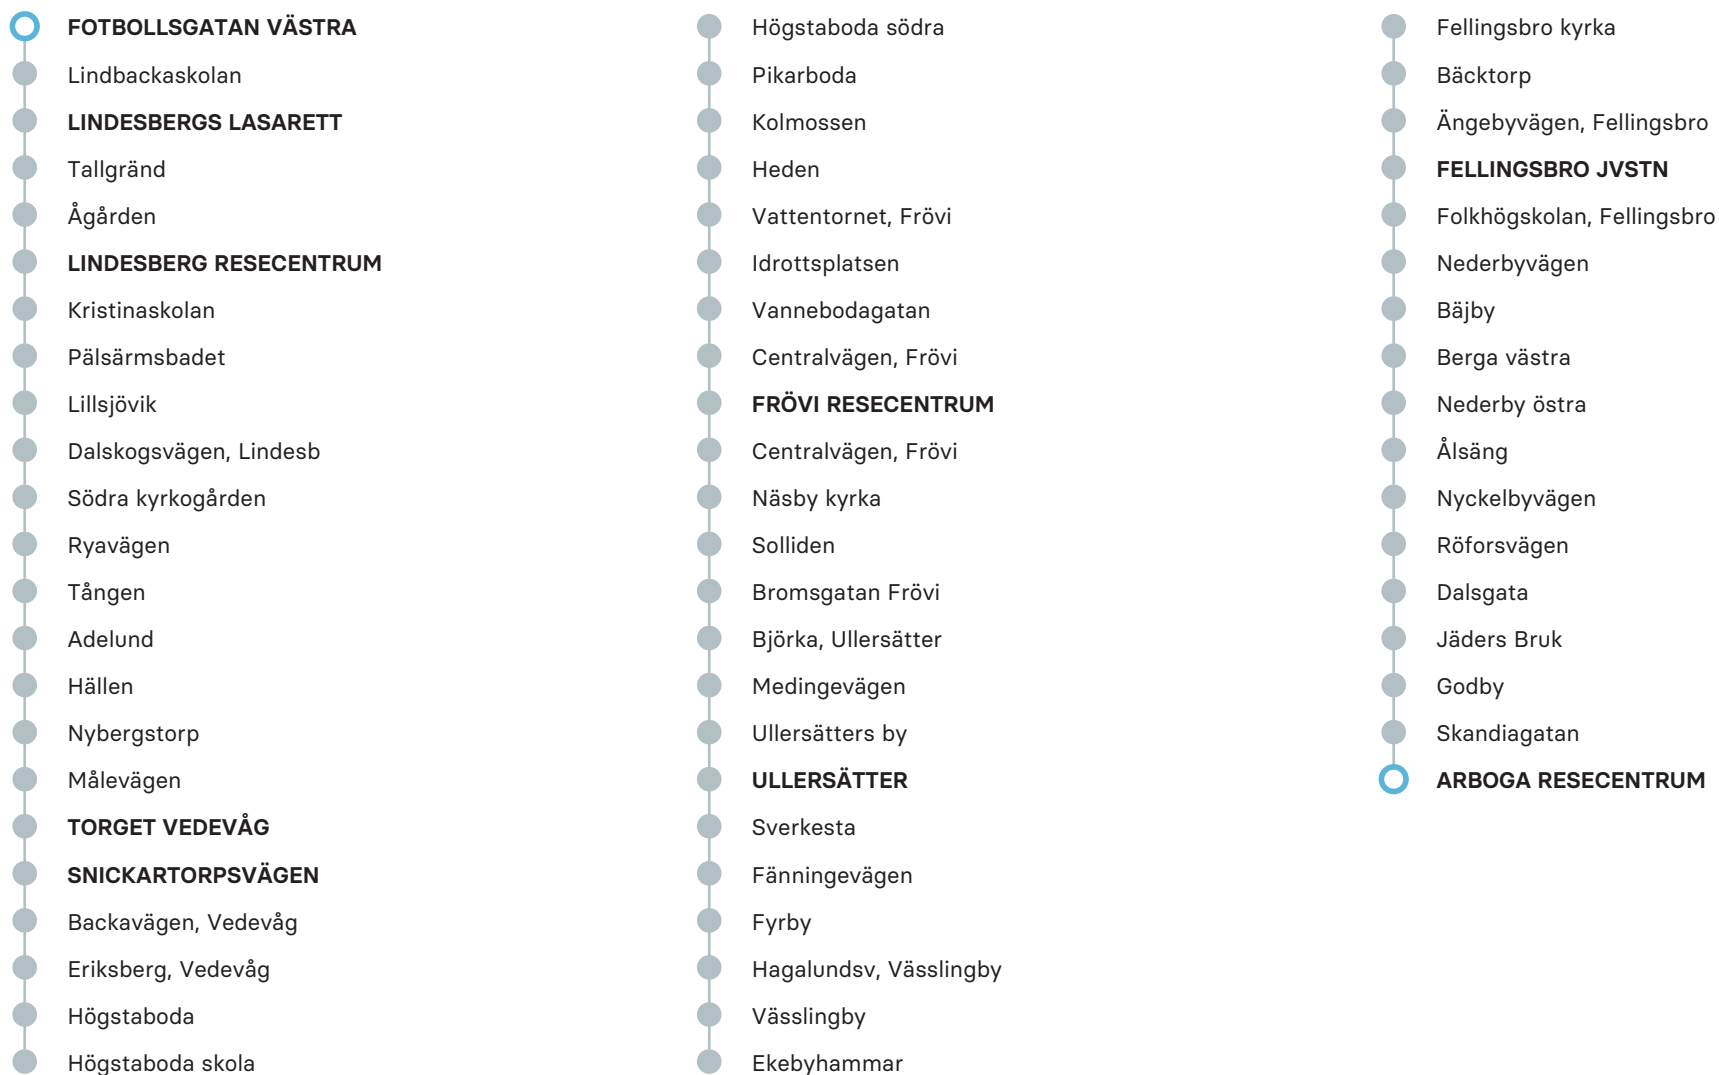 FOTBOLLSGATAN VÄSTRA
Lindbackaskolan
LINDESBERGS LASARETT
Tallgränd
Ågården
LINDESBERG RESECENTRUM
Kristinaskolan
Pälsärmsbadet
Lillsjövik
Dalskogsvägen, Lindesb
Södra kyrkogården
Ryavägen
Tången
Adelund
Hällen
Nybergstorp
Målevägen
TORGET VEDEVÅG
SNICKARTORPSVÄGEN
Backavägen, Vedevåg
Eriksberg, Vedevåg
Högstaboda
Högstaboda skola
Högstaboda södra
Pikarboda
Kolmossen
Heden
Vattentornet, Frövi
Idrottsplatsen
Vannebodagatan
Centralvägen, Frövi
FRÖVI RESECENTRUM
Centralvägen, Frövi
Näsby kyrka
Solliden
Bromsgatan Frövi
Björka, Ullersätter
Medingevägen
Ullersätters by
ULLERSÄTTER
Sverkesta
Fänningevägen
Fyrby
Hagalundsv, Vässlingby
Vässlingby
Ekebyhammar
Fellingsbro kyrka
Bäcktorp
Ängebyvägen, Fellingsbro
FELLINGSBRO JVSTN
Folkhögskolan, Fellingsbro
Nederbyvägen
Bäjby
Berga västra
Nederby östra
Ålsäng
Nyckelbyvägen
Röforsvägen
Dalsgata
Jäders Bruk
Godby
Skandiagatan
ARBOGA RESECENTRUM